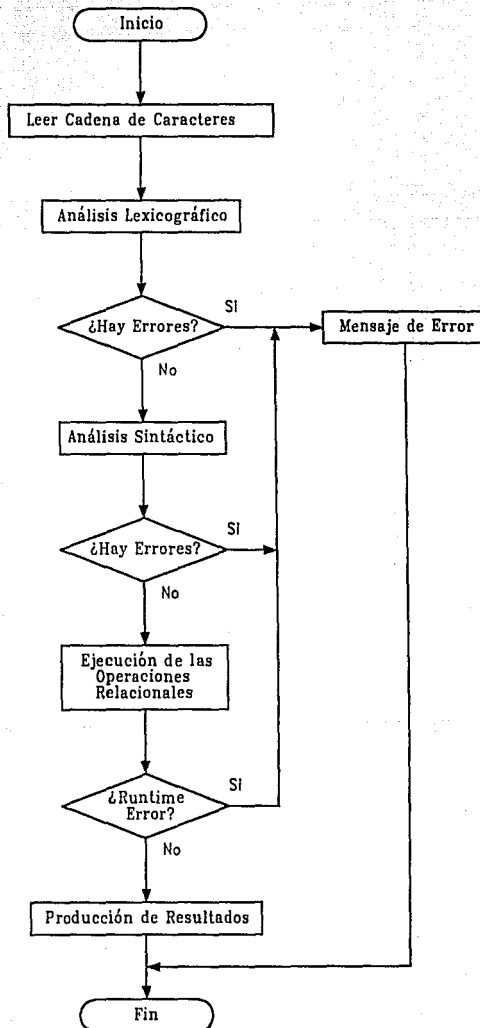 Inicio
Leer Cadena de Caracteres
Análisis Lexicográfico
¿Hay Errores?
SI
Mensaje de Error
No
Análisis Sintáctico
¿Hay Errores?
SI
No
Ejecución de las
Operaciones
Relacionales
¿Runtime
Error?
SI
No
Producción de Resultados
Fin